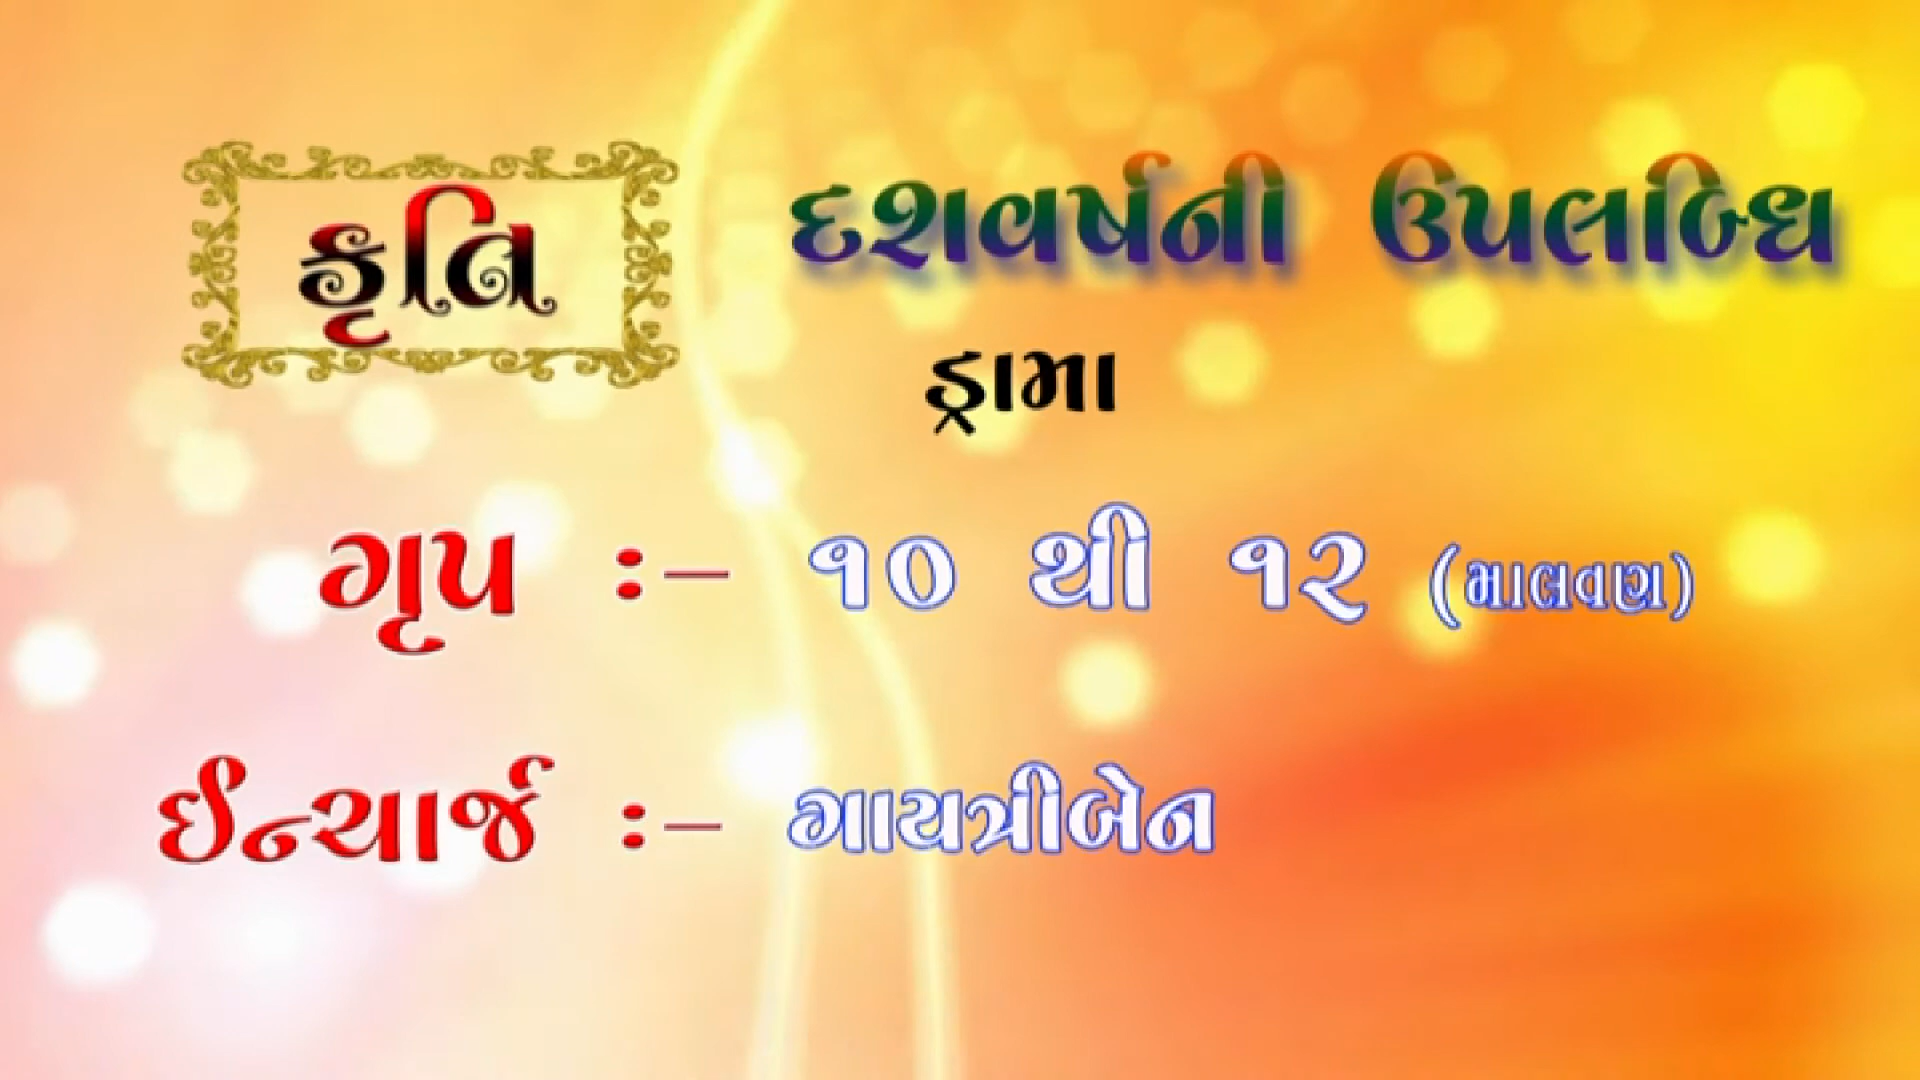 કૃતિ દશવર્ષની ઉપલબ્ધિ
ડ્રામા
ગૃપ :- ૧૦ થી ૧૨ (માલવણ)
ઈન્ચાર્જ :- ગાયત્રીબેન